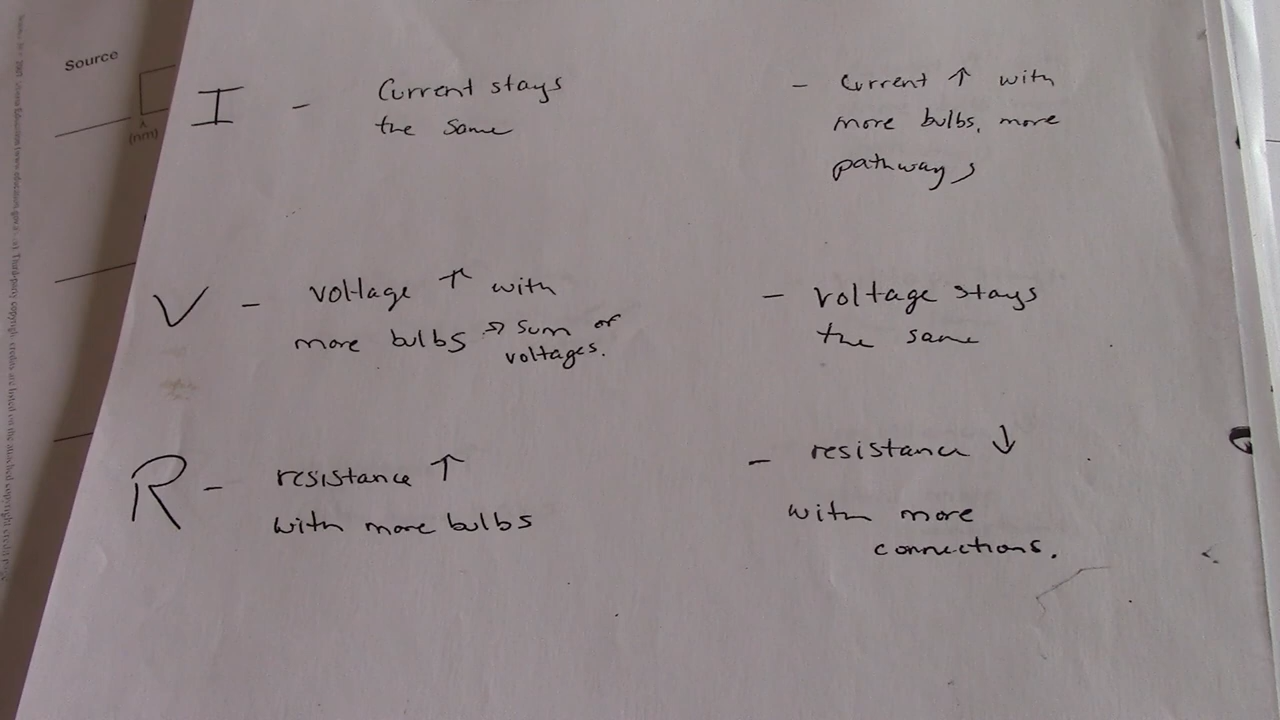 Source
λ
(nm)
I - Current stays
the same
- Current ↑ with
more bulbs, more
pathways
V - voltage ↑ with
more bulbs ⇒ sum of
voltages.
- voltage stays
the same
R - resistance ↑
with more bulbs
- resistance ↓
with more
connections.